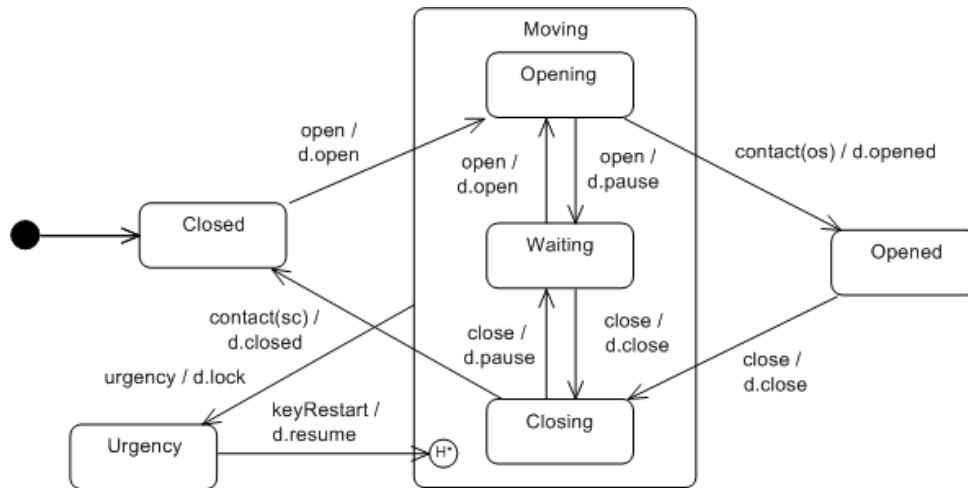 Moving
Opening
open /
d.open
open /
d.open
open /
d.pause
contact(os) / d.opened
Closed
Waiting
Opened
contact(sc) /
d.closed
close /
d.pause
close /
d.close
close /
d.close
urgency / d.lock
keyRestart /
d.resume
Closing
Urgency
H*